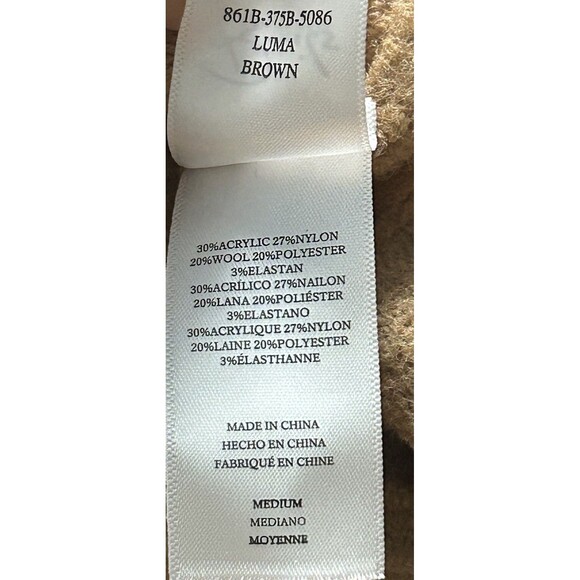 861B-375B-5086
LUMA
BROWN
30%ACRYLIC 27%NYLON
20%WOOL 20%POLYESTER
3%ELASTAN
30%ACRÍLICO 27%NAILON
20%LANA 20%POLIÉSTER
3%ELASTANO
30%ACRYLIQUE 27%NYLON
20%LAINE 20%POLYESTER
3%ÉLASTHANNE
MADE IN CHINA
HECHO EN CHINA
FABRIQUÉ EN CHINE
MEDIUM
MEDIANO
MOYENNE